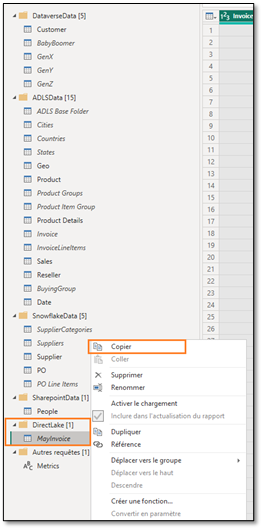 DataverseData [5]
Customer
BabyBoomer
GenX
GenY
GenZ
ADLSData [15]
ADLS Base Folder
Cities
Countries
States
Geo
Product
Product Groups
Product Item Group
Product Details
Invoice
InvoiceLineItems
Sales
Reseller
BuyingGroup
Date
SnowflakeData [5]
SupplierCategories
Suppliers
Supplier
PO
PO Line Items
SharepointData [1]
People
DirectLake [1]
MayInvoice
Autres requêtes [1]
Metrics
1 2 3 Invoice
1
2
3
4
5
6
7
8
9
10
11
12
13
14
15
16
17
18
19
20
Copier
Coller
Supprimer
Renommer
Activer le chargement
Inclure dans l'actualisation du rapport
Dupliquer
Référence
Déplacer vers le groupe
Déplacer vers le haut
Descendre
Créer une fonction...
Convertir en paramètre